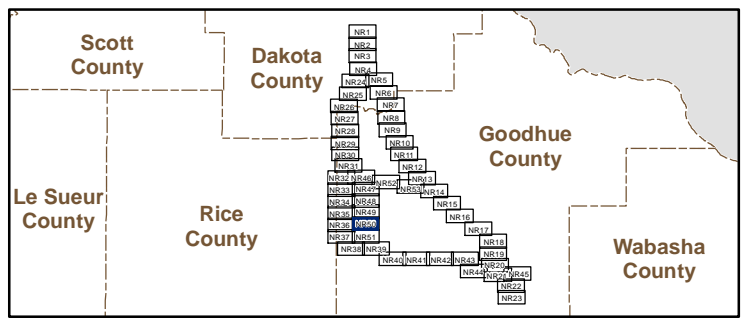 NR1
NR2
NR3
NR4
NR24 NR5
NR25 NR6
NR26 NR7
NR27 NR8
NR28 NR9
NR29 NR10
NR30 NR11
NR31 NR12
NR32 NR46 NR52 NR13
NR33 NR47 NR53 NR14
NR34 NR48 NR15
NR35 NR49 NR16
NR36 NR50 NR17
NR37 NR51 NR18
NR38 NR39 NR19
NR40 NR41 NR42 NR43 NR20
NR44 NR21 NR45
NR22
NR23
Scott
County
Dakota
County
Goodhue
County
Le Sueur
County
Rice
County
Wabasha
County